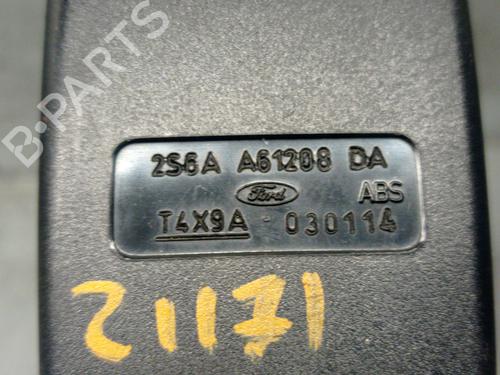 B-PARTS
2S6A A61208 DA
Ford ABS
T4X9A 030114
21171